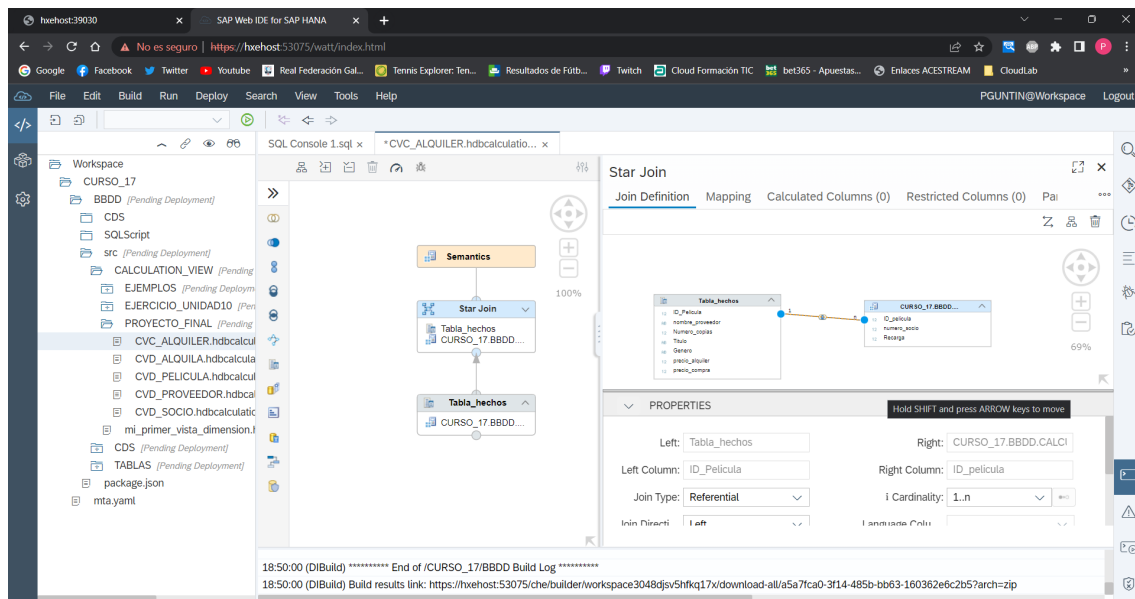 hxehost:39030
SAP Web IDE for SAP HANA
No es seguro | https://hxehost:53075/watt/index.html
P
Google Facebook Twitter Youtube Real Federación Gal... Tennis Explorer: Ten... Resultados de Fútb... Twitch Cloud Formación TIC bet365 - Apuestas... Enlaces ACESTREAM CloudLab »
File Edit Build Run Deploy Search View Tools Help PGUNTIN@Workspace Logout
SQL Console 1.sql ×
*CVC_ALQUILER.hdbcalculatio... ×
Workspace
CURSO_17
BBDD [Pending Deployment]
CDS
SQLScript
src [Pending Deployment]
CALCULATION_VIEW [Pending
EJEMPLOS [Pending Deploym
EJERCICIO_UNIDAD10 [Pen
PROYECTO_FINAL [Pending
CVC_ALQUILER.hdbcalcul
CVD_ALQUILA.hdbcalcula
CVD_PELICULA.hdbcalcul
CVD_PROVEEDOR.hdbcal
CVD_SOCIO.hdbcalculatic
mi_primer_vista_dimension.h
CDS [Pending Deployment]
TABLAS [Pending Deployment]
package.json
mta.yaml
Semantics
Star Join
Tabla_hechos
CURSO_17.BBDD....
Tabla_hechos
CURSO_17.BBDD....
100%
Star Join
Join Definition Mapping Calculated Columns (0) Restricted Columns (0) Pa
Tabla_hechos
ID_Pelicula
nombre_proveedor
Numero_copias
Titulo
Genero
precio_alquiler
precio_compra
1
n
CURSO_17.BBDD...
ID_pelicula
numero_socio
Recarga
69%
PROPERTIES
Hold SHIFT and press ARROW keys to move
Left: Tabla_hechos
Right: CURSO_17.BBDD.CALCU
Left Column: ID_Pelicula
Right Column: ID_pelicula
Join Type: Referential
Cardinality: 1..n
Join Directi Left
Language Colu
18:50:00 (DIBuild) ********** End of /CURSO_17/BBDD Build Log **********
18:50:00 (DIBuild) Build results link: https://hxehost:53075/che/builder/workspace3048djsv5hfkq17x/download-all/a5a7fca0-3f14-485b-bb63-160362e6c2b5?arch=zip